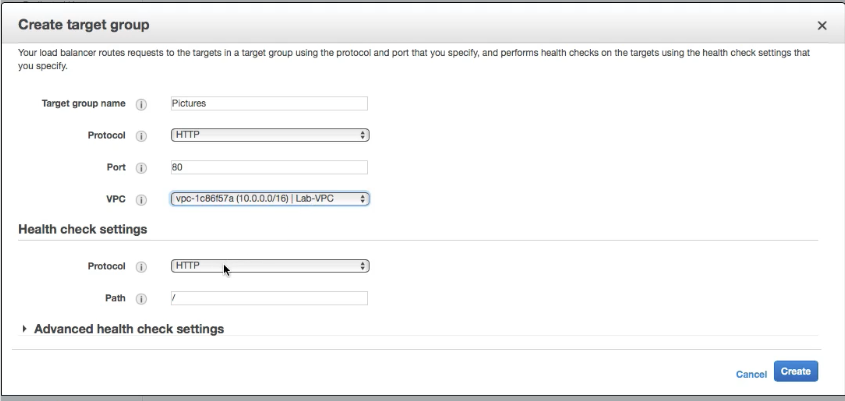 Create target group
Your load balancer routes requests to the targets in a target group using the protocol and port that you specify, and performs health checks on the targets using the health check settings that
you specify.
Target group name Pictures
Protocol HTTP
Port 80
VPC vpc-1c86f57a (10.0.0.0/16) | Lab-VPC
Health check settings
Protocol HTTP
Path /
Advanced health check settings
Cancel Create